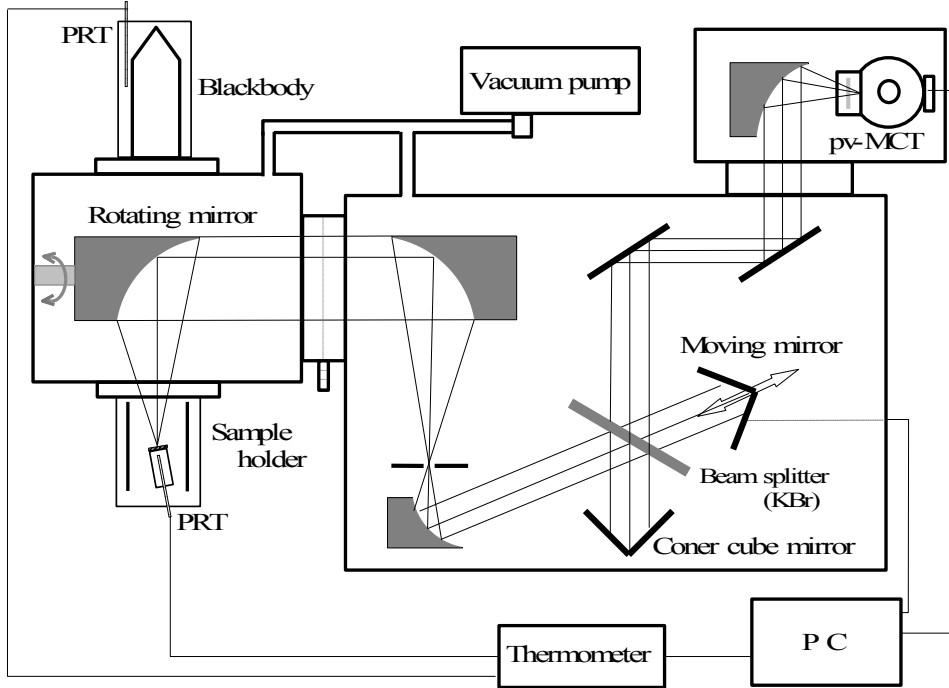 PRT
Blackbody
Vacuum pump
pv-MCT
Rotating mirror
Moving mirror
Sample
holder
Beam splitter
(KBr)
PRT
Coner cube mirror
Thermometer
P C